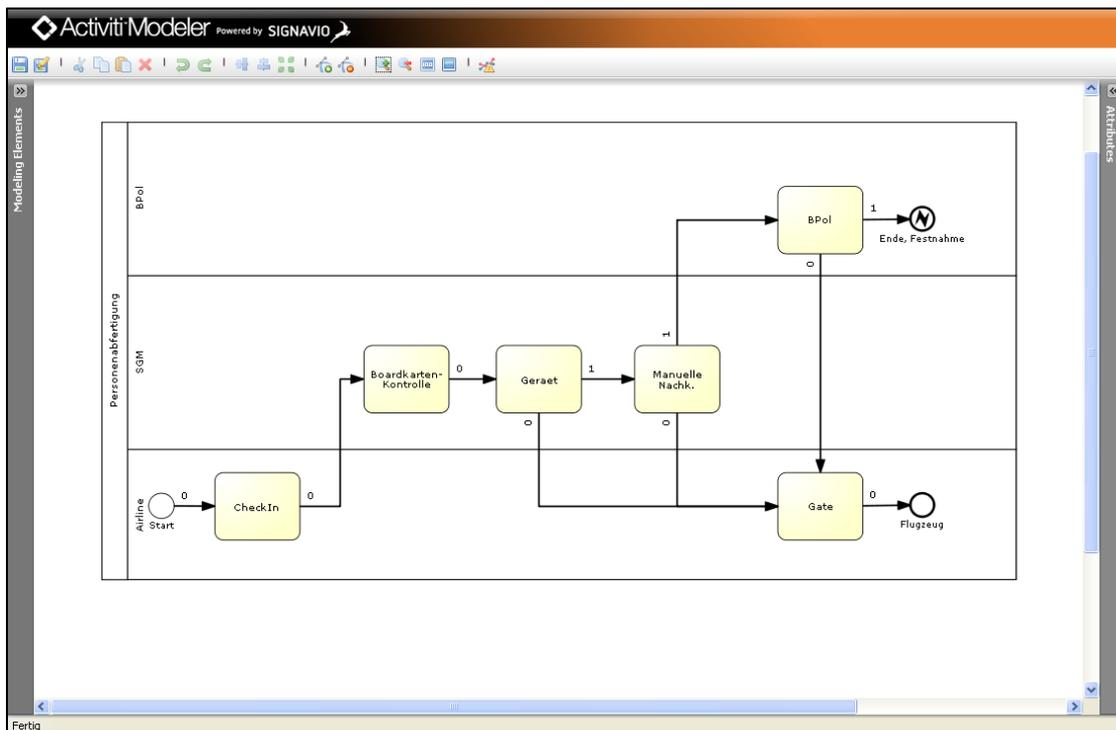 Activiti Modeler Powered by SIGNAVIO
Modeling Elements
Attributes
Personenabfertigung
BPol
BPol
1
Ende, Festnahme
0
SGM
1
Boardkarten-
Kontrolle
0
Geraet
1
Manuelle
Nachk.
0
0
Airline
Start
0
CheckIn
0
Gate
0
Flugzeug
Fertig